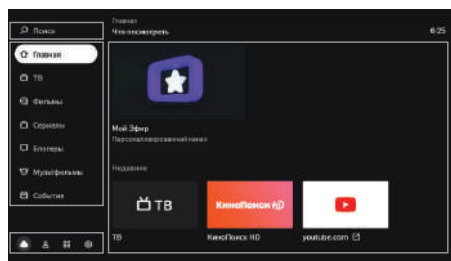 Поиск
Главная
Что посмотреть
6:25
Главная
ТВ
Фильмы
Сериалы
Блогеры
Мультфильмы
События
Мой Эфир
Персонализированный канал
Недавние
ТВ
КиноПоиск HD
ТВ
КиноПоиск HD
youtube.com